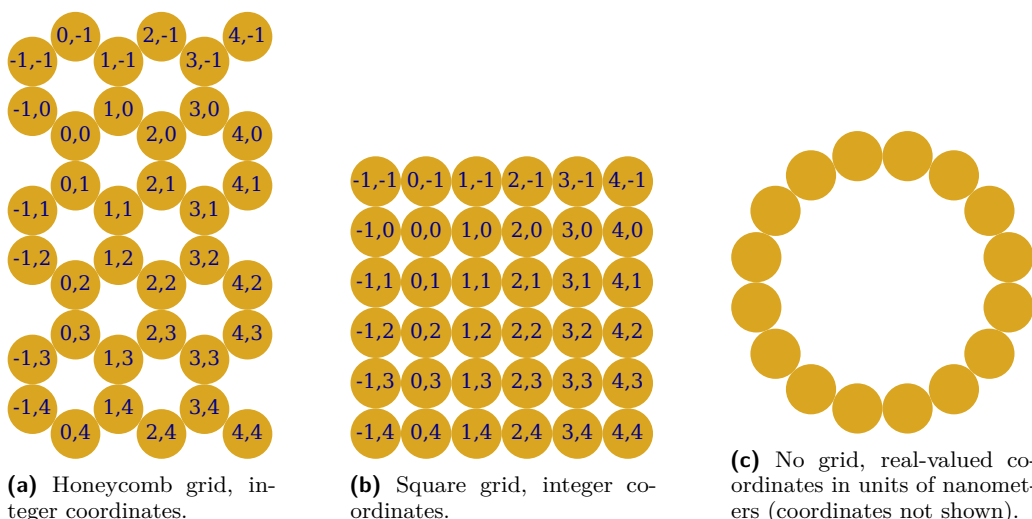 0,-1 2,-1 4,-1
-1,-1 1,-1 3,-1
-1,0 1,0 3,0
0,0 2,0 4,0
0,1 2,1 4,1
-1,1 1,1 3,1
-1,2 1,2 3,2
0,2 2,2 4,2
0,3 2,3 4,3
-1,3 1,3 3,3
-1,4 1,4 3,4
0,4 2,4 4,4
(a) Honeycomb grid, in-
teger coordinates.
-1,-1 0,-1 1,-1 2,-1 3,-1 4,-1
-1,0 0,0 1,0 2,0 3,0 4,0
-1,1 0,1 1,1 2,1 3,1 4,1
-1,2 0,2 1,2 2,2 3,2 4,2
-1,3 0,3 1,3 2,3 3,3 4,3
-1,4 0,4 1,4 2,4 3,4 4,4
(b) Square grid, integer co-
ordinates.
(c) No grid, real-valued co-
ordinates in units of nanomet-
ers (coordinates not shown).